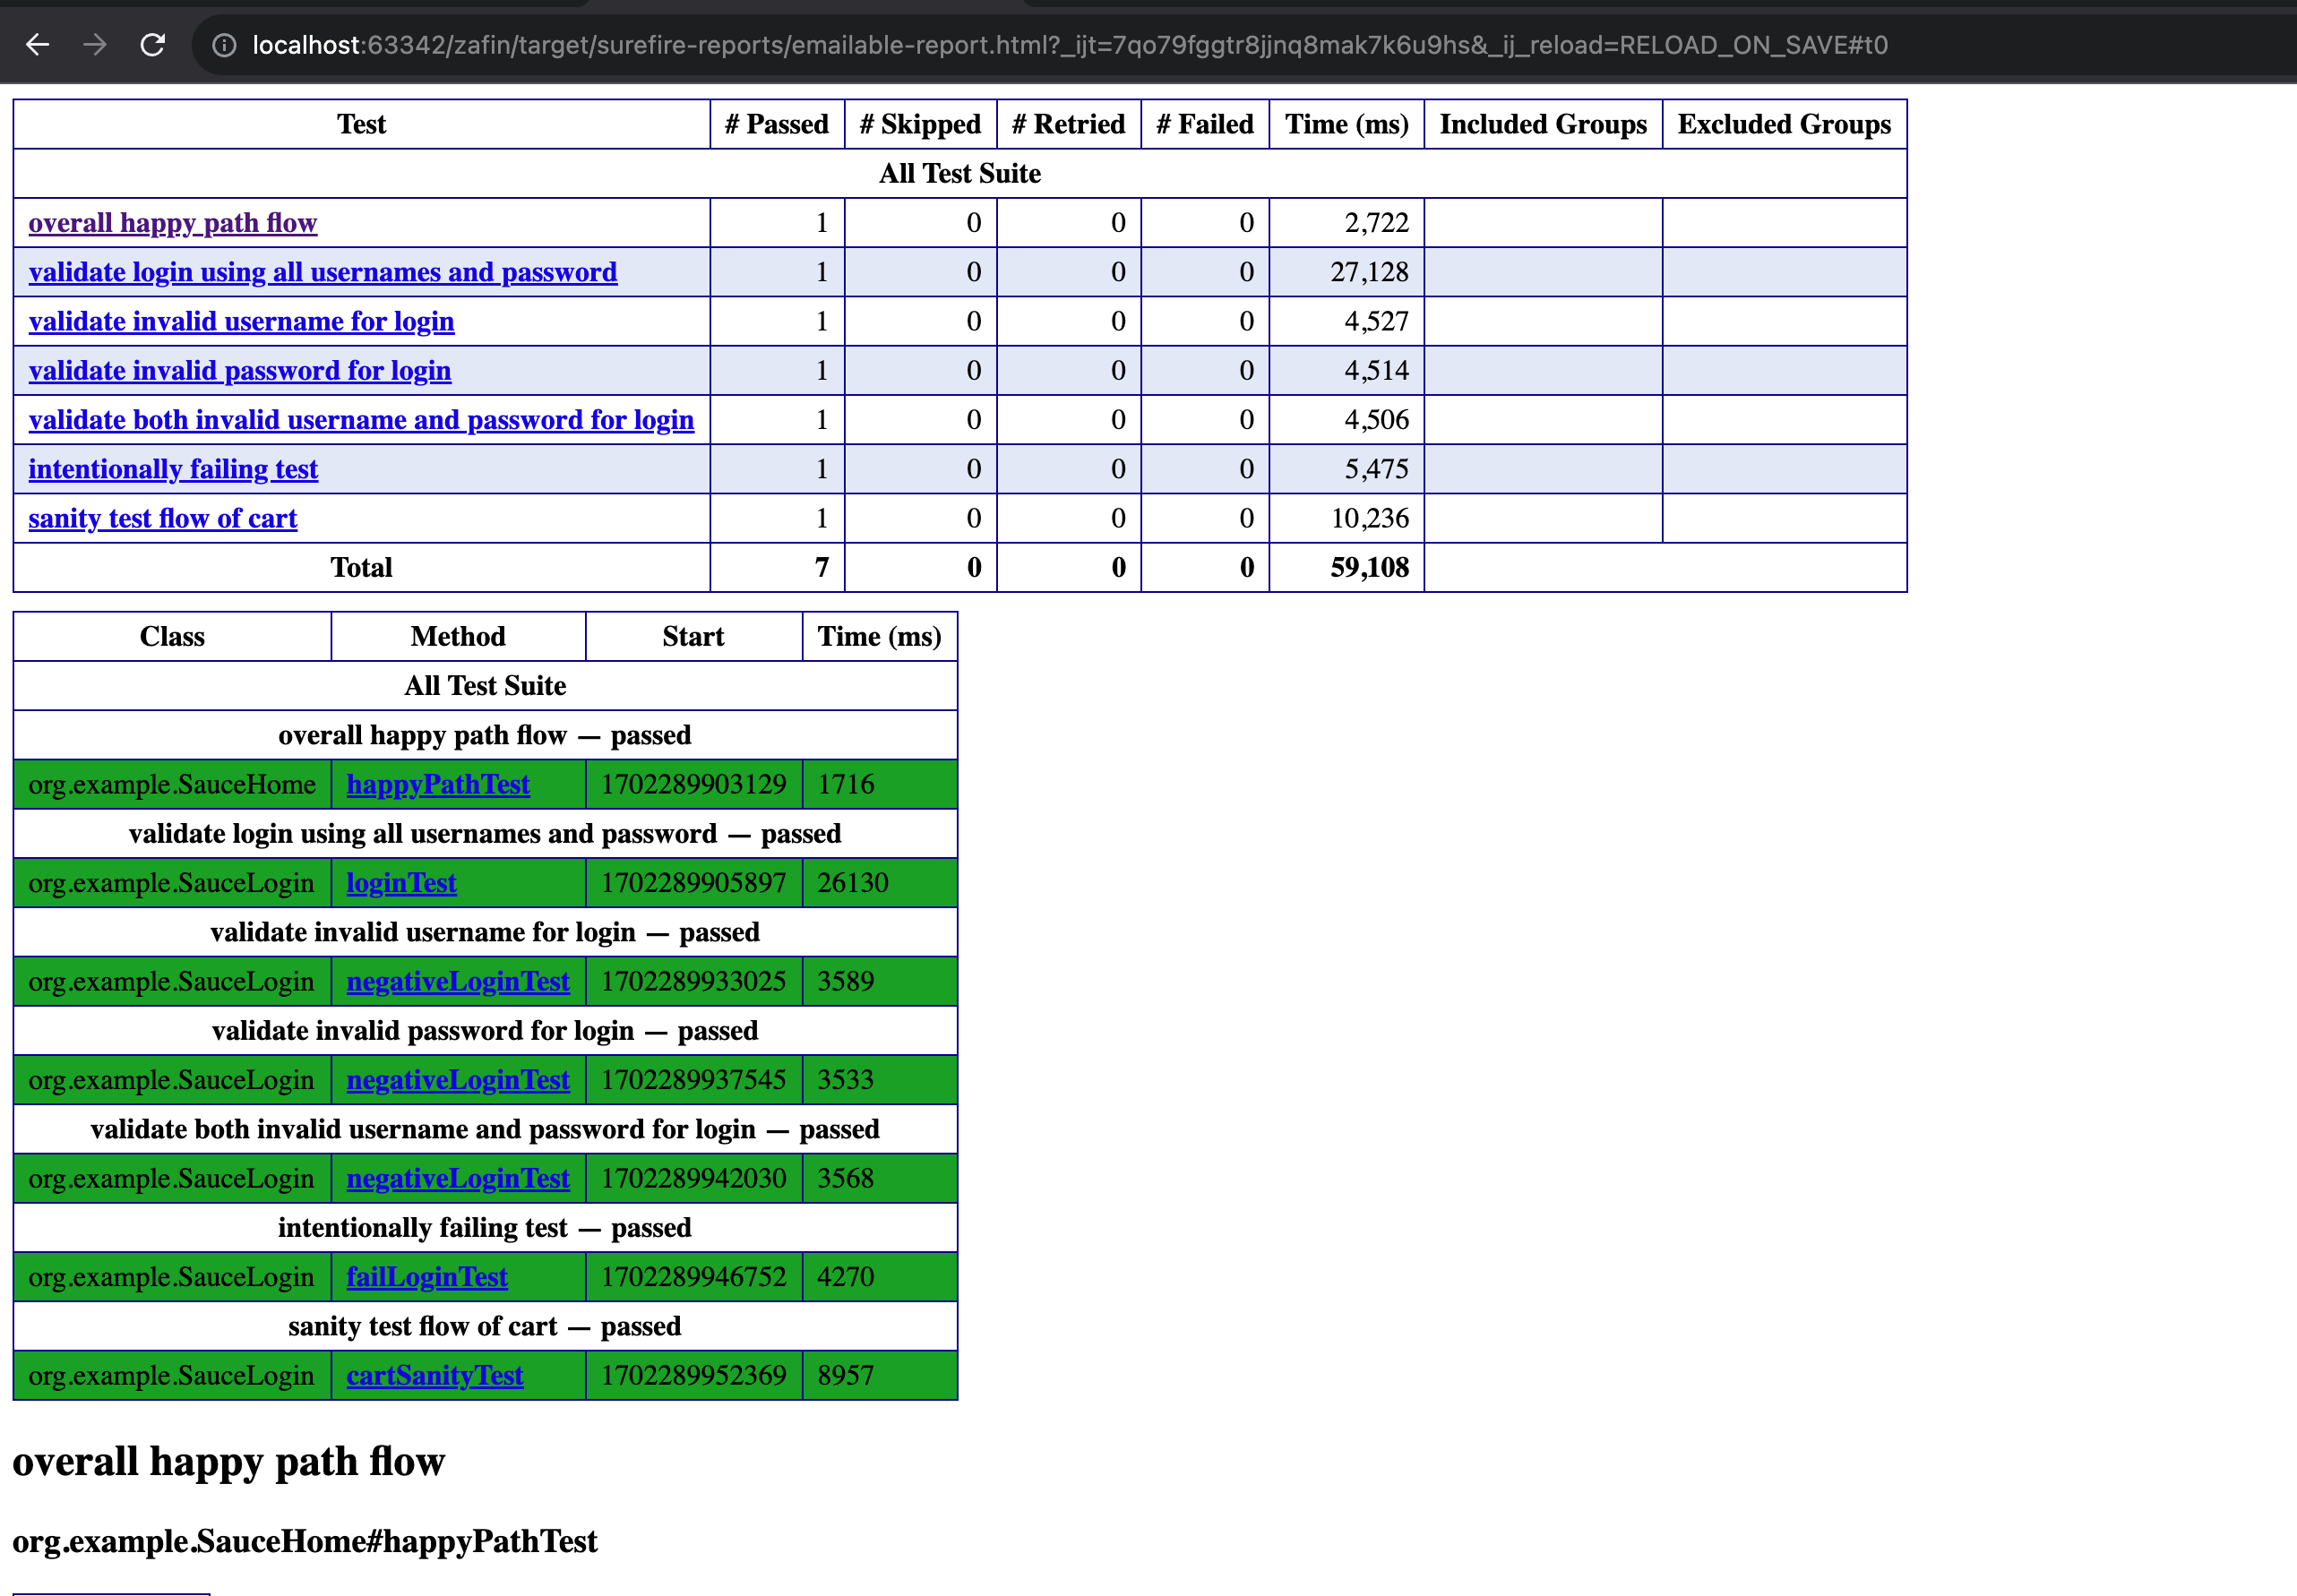 localhost:63342/zafin/target/surefire-reports/emailable-report.html?_ijt=7qo79fggtr8jjnq8mak7k6u9hs&_ij_reload=RELOAD_ON_SAVE#t0
Test # Passed # Skipped # Retried # Failed Time (ms) Included Groups Excluded Groups
All Test Suite
overall happy path flow 1 0 0 0 2,722
validate login using all usernames and password 1 0 0 0 27,128
validate invalid username for login 1 0 0 0 4,527
validate invalid password for login 1 0 0 0 4,514
validate both invalid username and password for login 1 0 0 0 4,506
intentionally failing test 1 0 0 0 5,475
sanity test flow of cart 1 0 0 0 10,236
Total 7 0 0 0 59,108
Class Method Start Time (ms)
All Test Suite
overall happy path flow — passed
org.example.SauceHome happyPathTest 1702289903129 1716
validate login using all usernames and password — passed
org.example.SauceLogin loginTest 1702289905897 26130
validate invalid username for login — passed
org.example.SauceLogin negativeLoginTest 1702289933025 3589
validate invalid password for login — passed
org.example.SauceLogin negativeLoginTest 1702289937545 3533
validate both invalid username and password for login — passed
org.example.SauceLogin negativeLoginTest 1702289942030 3568
intentionally failing test — passed
org.example.SauceLogin failLoginTest 1702289946752 4270
sanity test flow of cart — passed
org.example.SauceLogin cartSanityTest 1702289952369 8957
overall happy path flow
org.example.SauceHome#happyPathTest